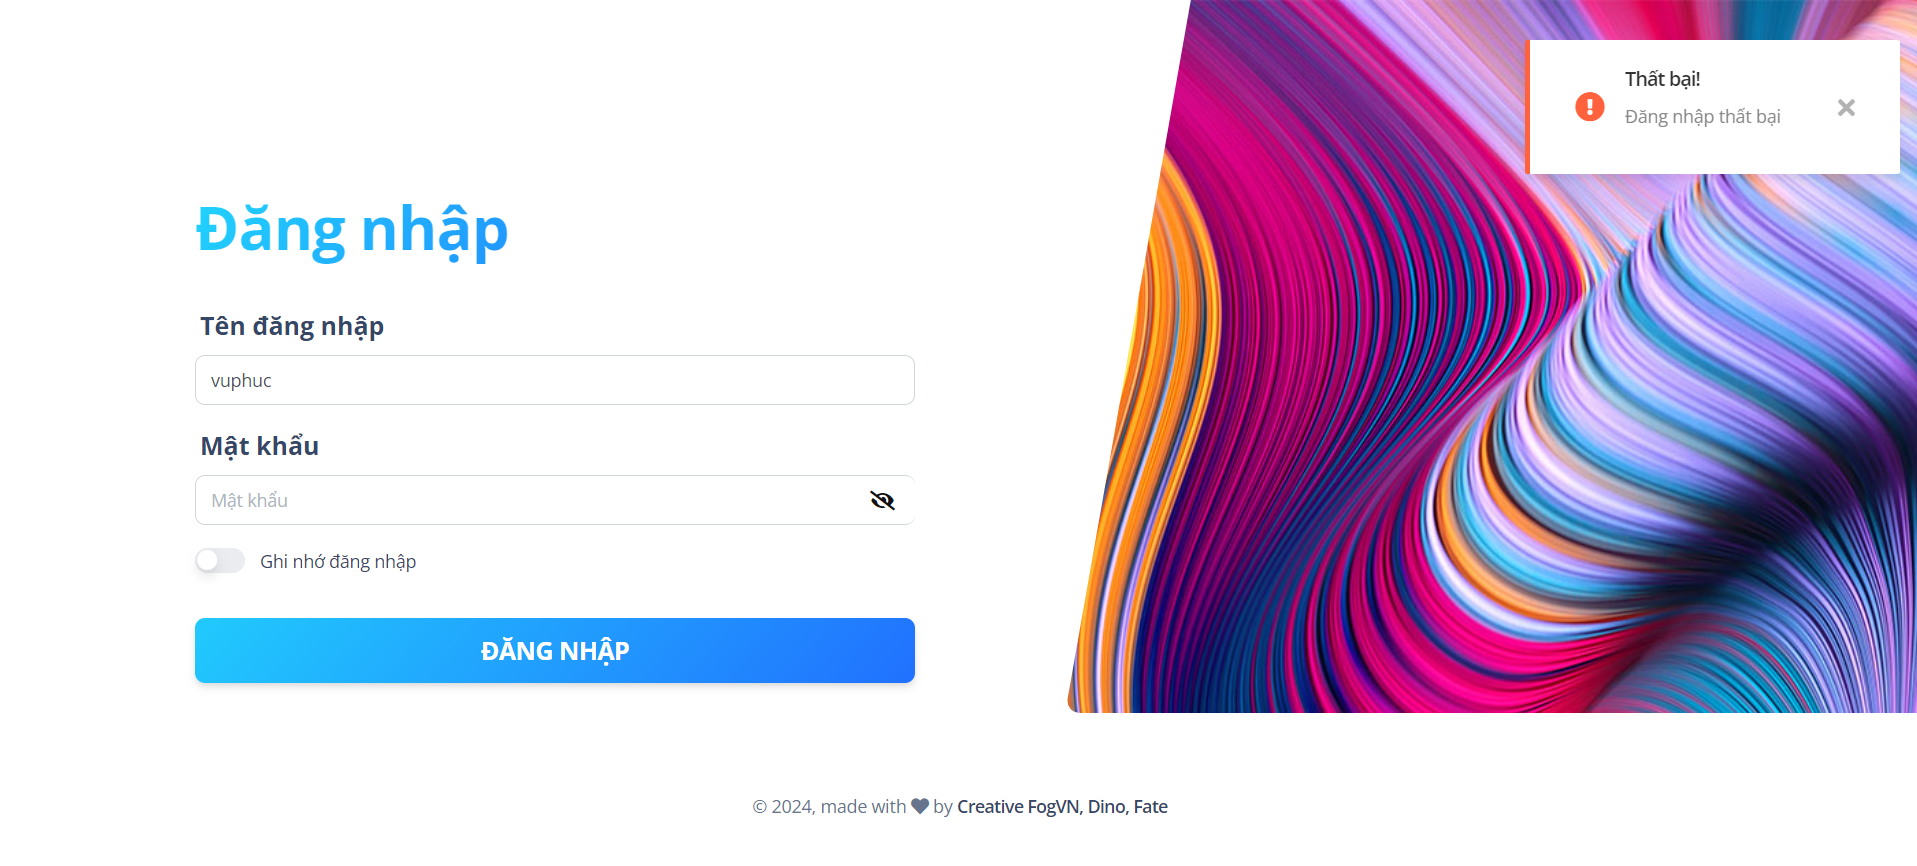 Thất bại!
Đăng nhập thất bại
Đăng nhập
Tên đăng nhập
vuphuc
Mật khẩu
Mật khẩu
Ghi nhớ đăng nhập
ĐĂNG NHẬP
© 2024, made with ♥ by Creative FogVN, Dino, Fate